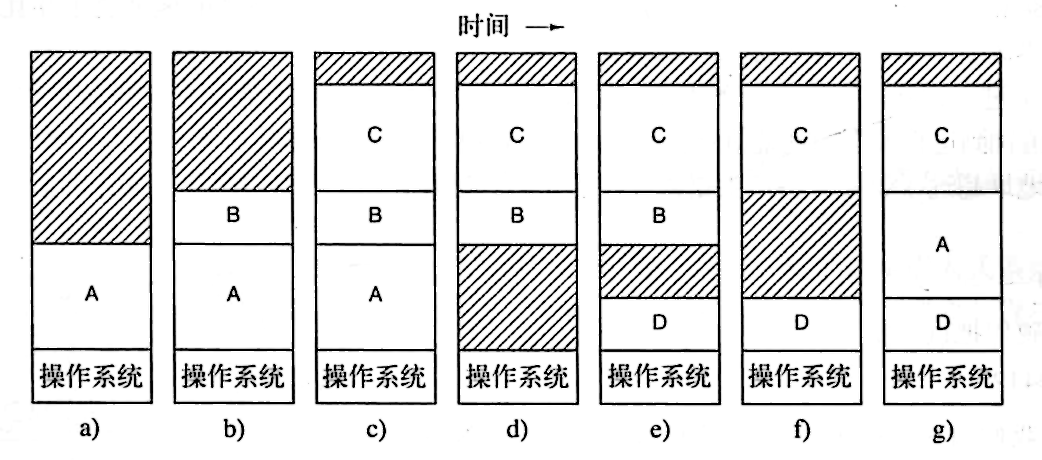 时间 →
C C C C C
B B B B A
A A A D D D
操作系统 操作系统 操作系统 操作系统 操作系统 操作系统 操作系统
a) b) c) d) e) f) g)